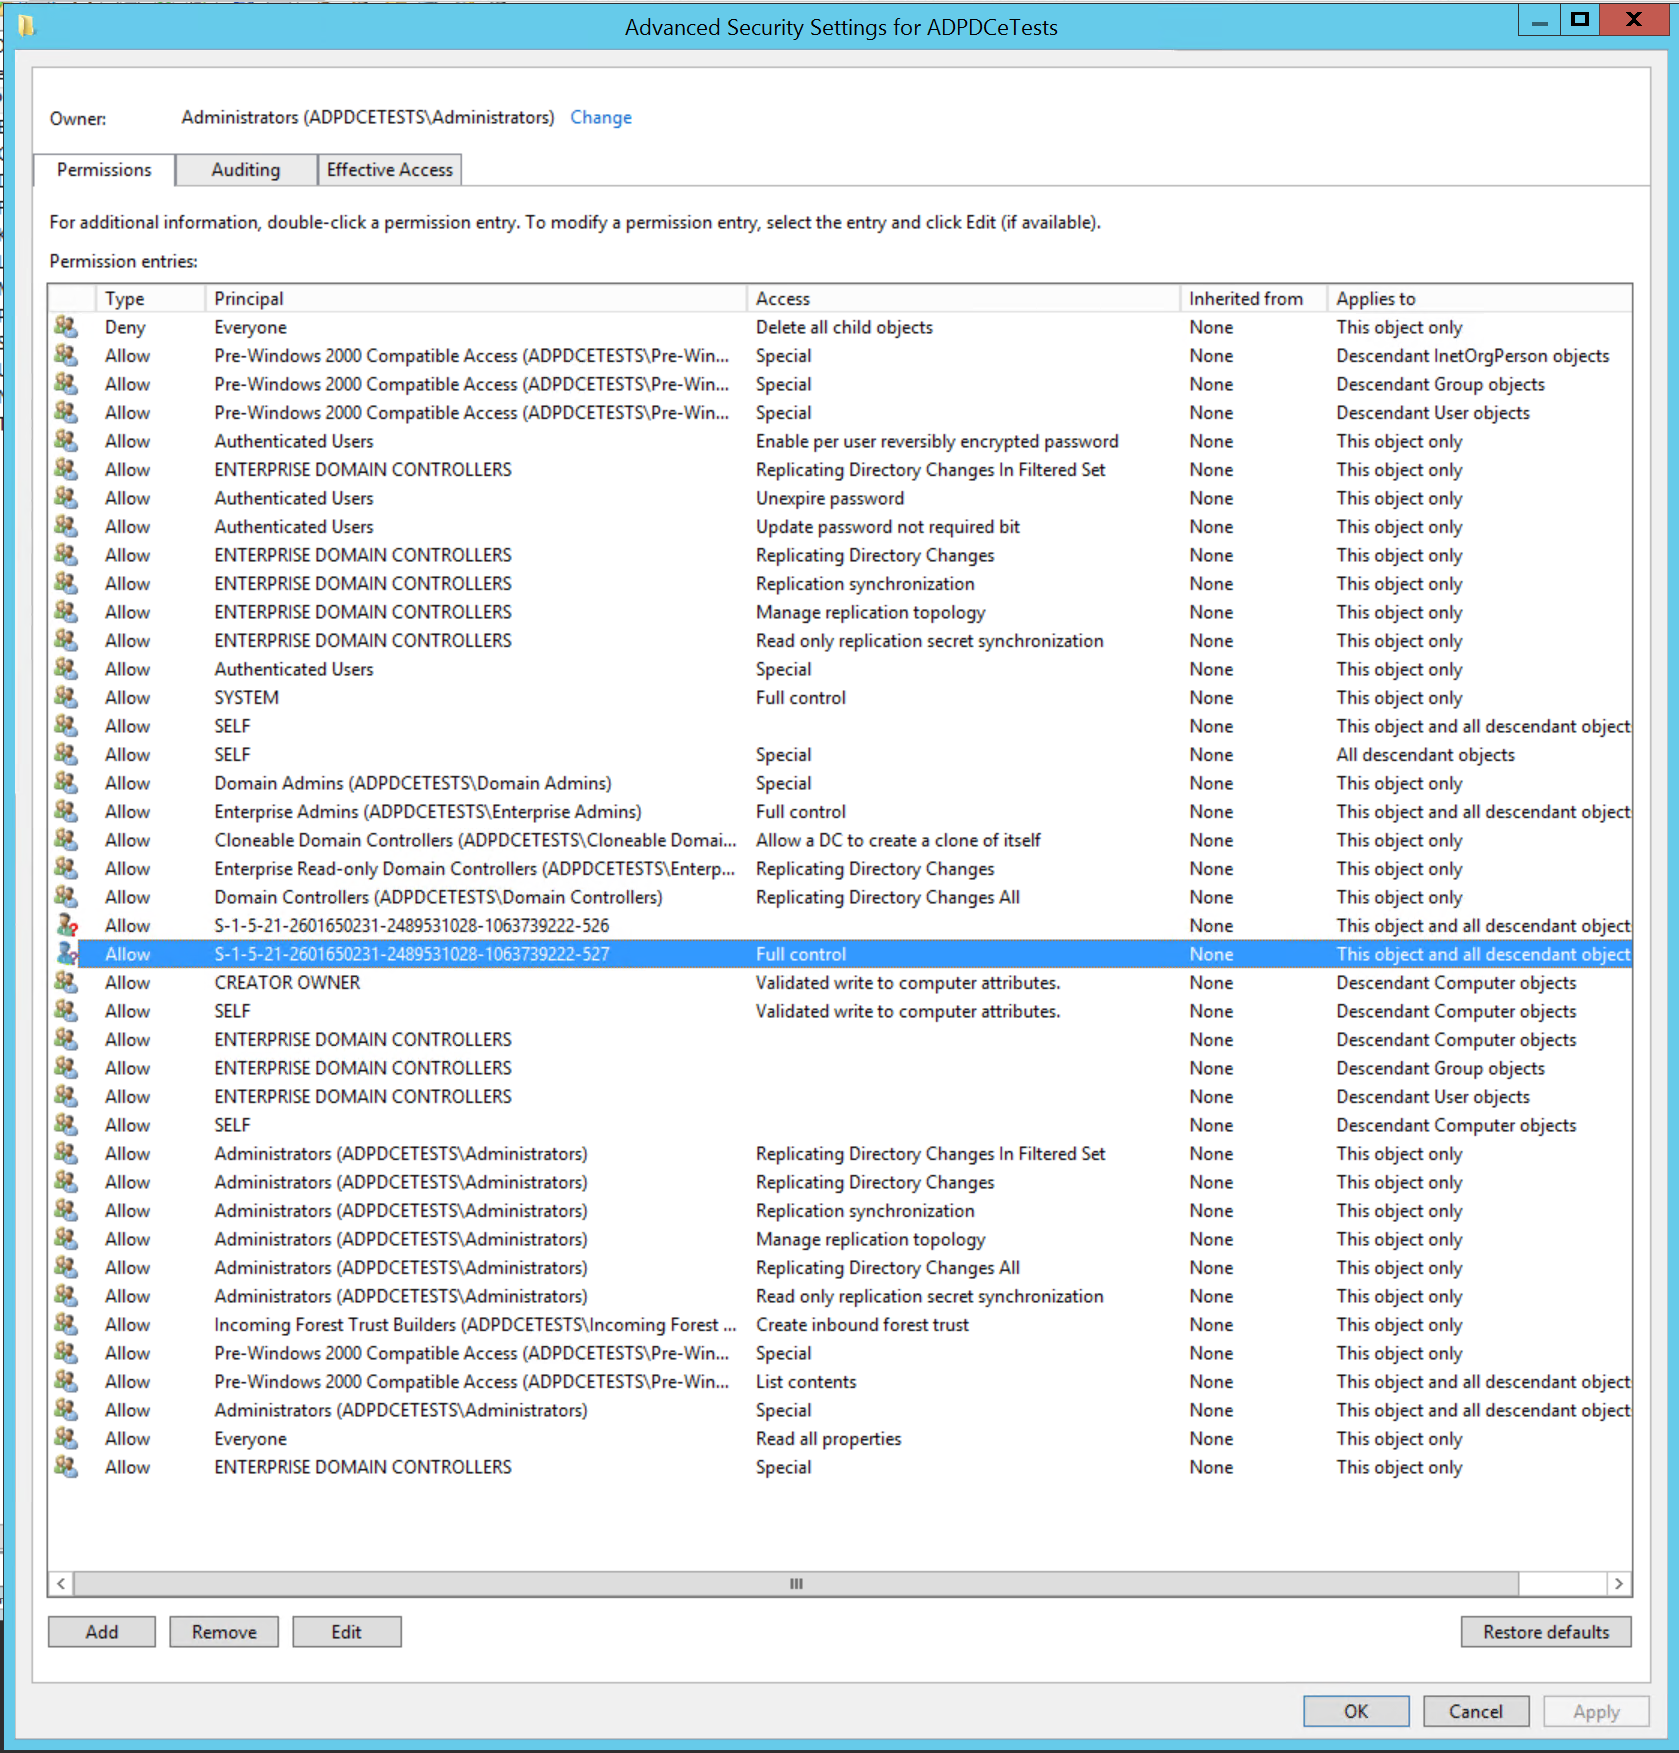 Advanced Security Settings for ADPDCeTests
Owner: Administrators (ADPDCETESTS\Administrators) Change
Permissions Auditing Effective Access
For additional information, double-click a permission entry. To modify a permission entry, select the entry and click Edit (if available).
Permission entries:
Type Principal Access Inherited from Applies to
Deny Everyone Delete all child objects None This object only
Allow Pre-Windows 2000 Compatible Access (ADPDCETESTS\Pre-Win... Special None Descendant InetOrgPerson objects
Allow Pre-Windows 2000 Compatible Access (ADPDCETESTS\Pre-Win... Special None Descendant Group objects
Allow Pre-Windows 2000 Compatible Access (ADPDCETESTS\Pre-Win... Special None Descendant User objects
Allow Authenticated Users Enable per user reversibly encrypted password None This object only
Allow ENTERPRISE DOMAIN CONTROLLERS Replicating Directory Changes In Filtered Set None This object only
Allow Authenticated Users Unexpire password None This object only
Allow Authenticated Users Update password not required bit None This object only
Allow ENTERPRISE DOMAIN CONTROLLERS Replicating Directory Changes None This object only
Allow ENTERPRISE DOMAIN CONTROLLERS Replication synchronization None This object only
Allow ENTERPRISE DOMAIN CONTROLLERS Manage replication topology None This object only
Allow ENTERPRISE DOMAIN CONTROLLERS Read only replication secret synchronization None This object only
Allow Authenticated Users Special None This object only
Allow SYSTEM Full control None This object only
Allow SELF None This object and all descendant object
Allow SELF Special None All descendant objects
Allow Domain Admins (ADPDCETESTS\Domain Admins) Special None This object only
Allow Enterprise Admins (ADPDCETESTS\Enterprise Admins) Full control None This object and all descendant object
Allow Cloneable Domain Controllers (ADPDCETESTS\Cloneable Domai... Allow a DC to create a clone of itself None This object only
Allow Enterprise Read-only Domain Controllers (ADPDCETESTS\Enterp... Replicating Directory Changes None This object only
Allow Domain Controllers (ADPDCETESTS\Domain Controllers) Replicating Directory Changes All None This object only
Allow S-1-5-21-2601650231-2489531028-1063739222-526 None This object and all descendant object
Allow S-1-5-21-2601650231-2489531028-1063739222-527 Full control None This object and all descendant object
Allow CREATOR OWNER Validated write to computer attributes. None Descendant Computer objects
Allow SELF Validated write to computer attributes. None Descendant Computer objects
Allow ENTERPRISE DOMAIN CONTROLLERS None Descendant Computer objects
Allow ENTERPRISE DOMAIN CONTROLLERS None Descendant Group objects
Allow ENTERPRISE DOMAIN CONTROLLERS None Descendant User objects
Allow SELF None Descendant Computer objects
Allow Administrators (ADPDCETESTS\Administrators) Replicating Directory Changes In Filtered Set None This object only
Allow Administrators (ADPDCETESTS\Administrators) Replicating Directory Changes None This object only
Allow Administrators (ADPDCETESTS\Administrators) Replication synchronization None This object only
Allow Administrators (ADPDCETESTS\Administrators) Manage replication topology None This object only
Allow Administrators (ADPDCETESTS\Administrators) Replicating Directory Changes All None This object only
Allow Administrators (ADPDCETESTS\Administrators) Read only replication secret synchronization None This object only
Allow Incoming Forest Trust Builders (ADPDCETESTS\Incoming Forest ... Create inbound forest trust None This object only
Allow Pre-Windows 2000 Compatible Access (ADPDCETESTS\Pre-Win... Special None This object only
Allow Pre-Windows 2000 Compatible Access (ADPDCETESTS\Pre-Win... List contents None This object and all descendant object
Allow Administrators (ADPDCETESTS\Administrators) Special None This object and all descendant object
Allow Everyone Read all properties None This object only
Allow ENTERPRISE DOMAIN CONTROLLERS Special None This object only
Add Remove Edit Restore defaults
OK Cancel Apply